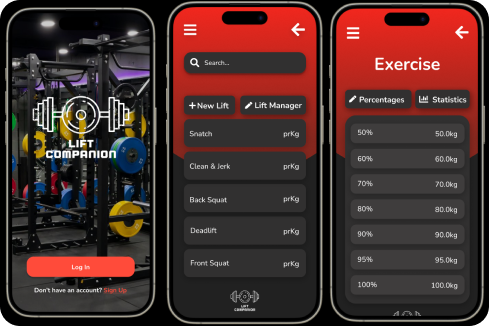 LIFT
COMPANION
Log In
Don't have an account? Sign Up
Search...
New Lift
Lift Manager
Snatch prKg
Clean & Jerk prKg
Back Squat prKg
Deadlift prKg
Front Squat prKg
LIFT
COMPANION
Exercise
Percentages
Statistics
50% 50.0kg
60% 60.0kg
70% 70.0kg
80% 80.0kg
90% 90.0kg
95% 95.0kg
100% 100.0kg